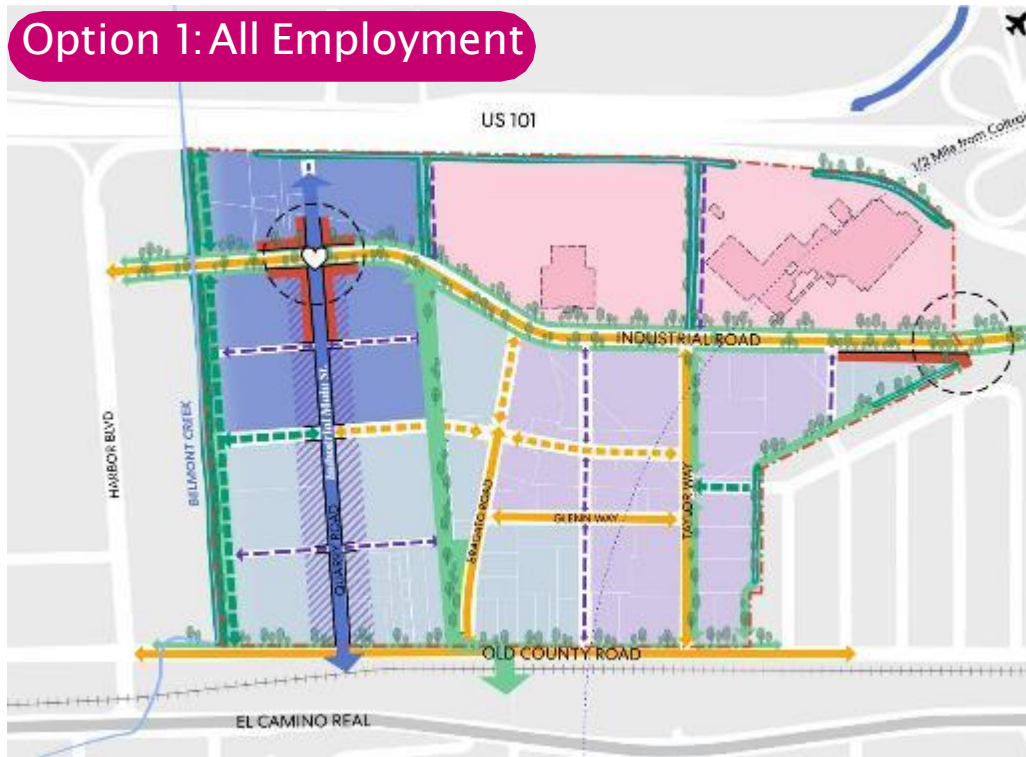 Option 1: All Employment
US 101
1/2 Mile from Caltrain
INDUSTRIAL ROAD
HARBOR BLVD
BELMONT CREEK
Industrial Main St.
QUARRY ROAD
BRAGATO ROAD
GLENN WAY
TAYLOR WAY
OLD COUNTY ROAD
EL CAMINO REAL